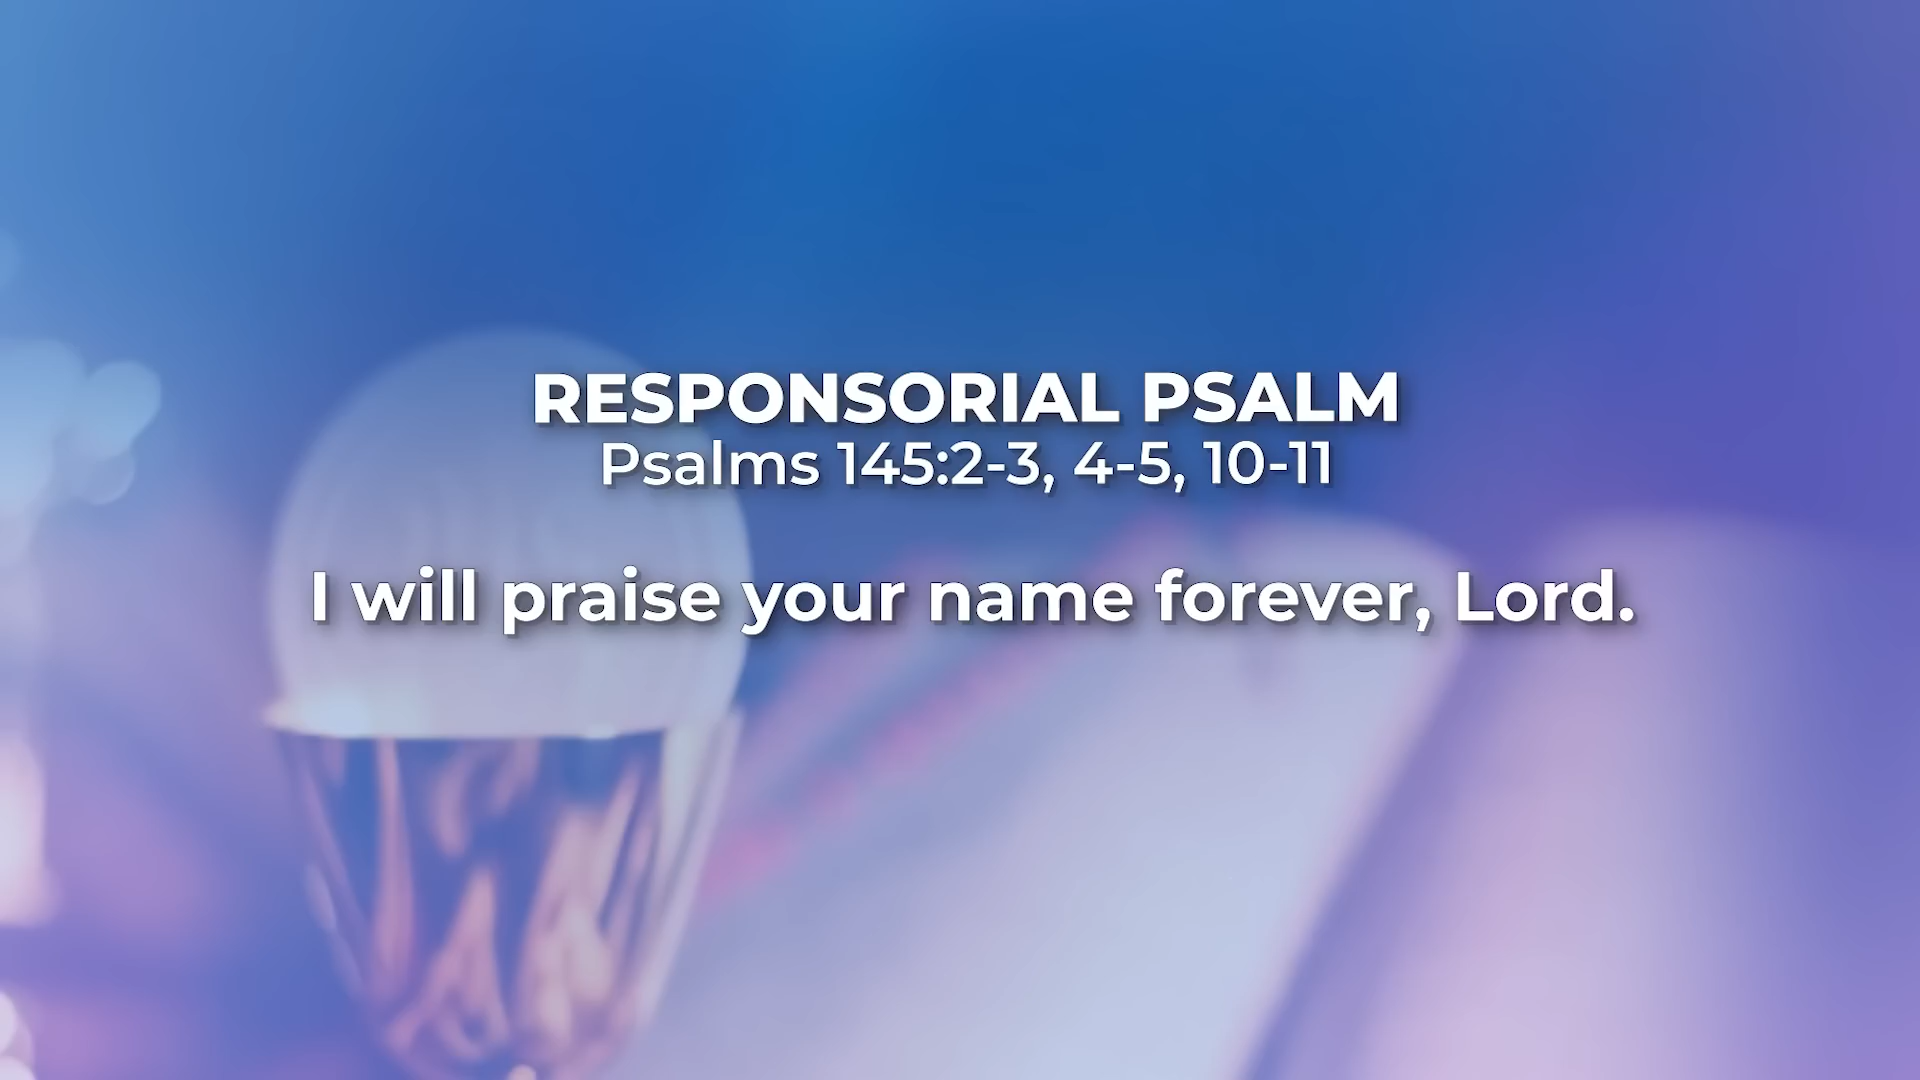 RESPONSORIAL PSALM
Psalms 145:2-3, 4-5, 10-11
I will praise your name forever, Lord.